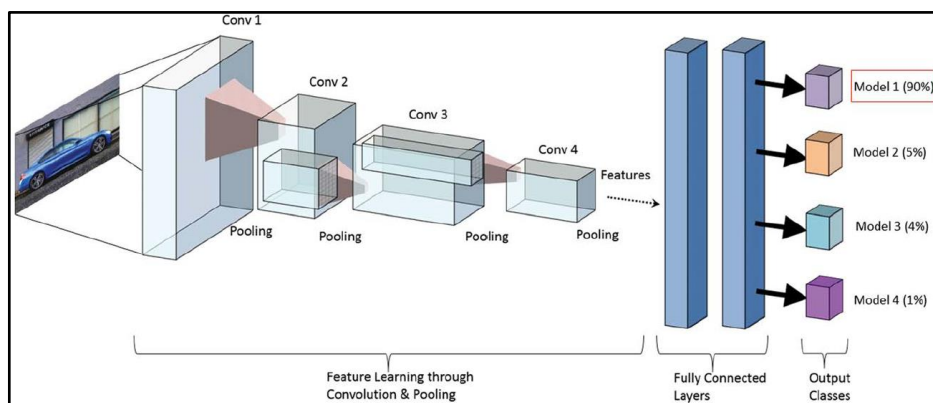 Conv 1
Conv 2
Conv 3
Conv 4
Features
Pooling
Pooling
Pooling
Pooling
Model 1 (90%)
Model 2 (5%)
Model 3 (4%)
Model 4 (1%)
Feature Learning through
Convolution & Pooling
Fully Connected
Layers
Output
Classes